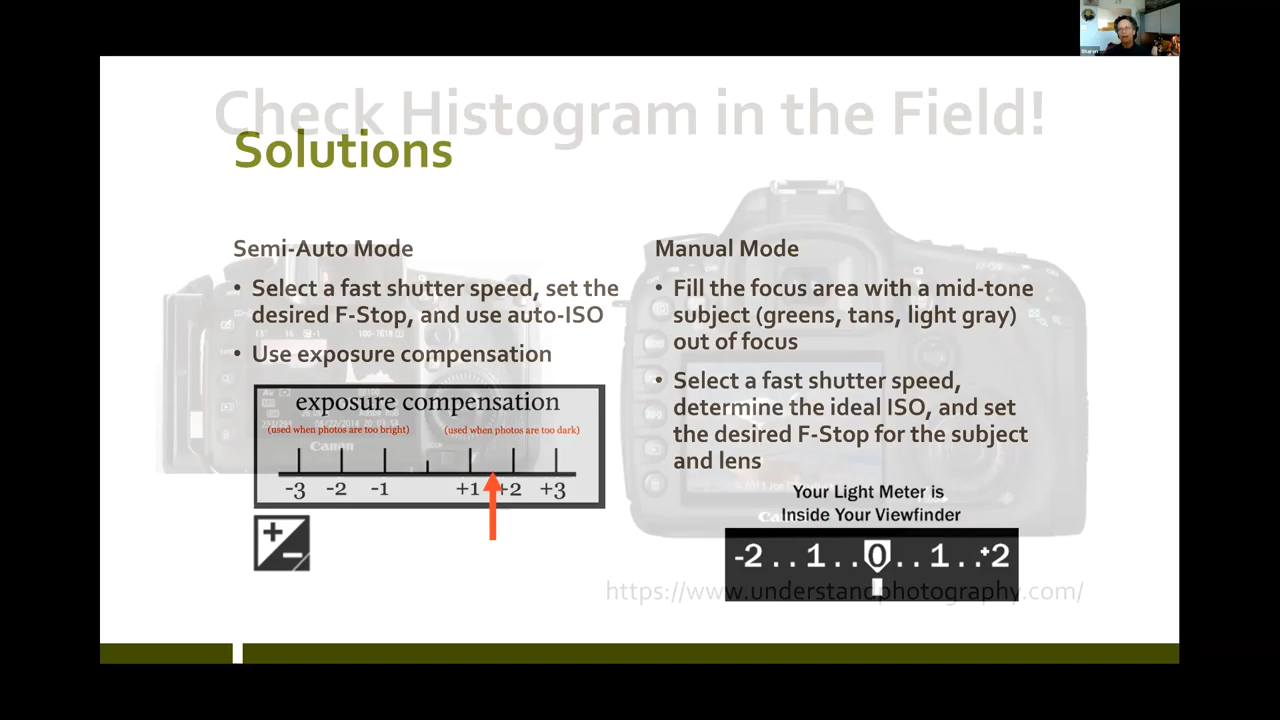 Sharon
Check Histogram in the Field!
Solutions
Semi-Auto Mode
• Select a fast shutter speed, set the
desired F-Stop, and use auto-ISO
• Use exposure compensation
exposure compensation
(used when photos are too bright) (used when photos are too dark)
-3 -2 -1 +1 +2 +3
Canon
Manual Mode
• Fill the focus area with a mid-tone
subject (greens, tans, light gray)
out of focus
• Select a fast shutter speed,
determine the ideal ISO, and set
the desired F-Stop for the subject
and lens
Your Light Meter is
Inside Your Viewfinder
-2 . . 1 . . 0 . . 1 . . +2
https://www.understandphotography.com/